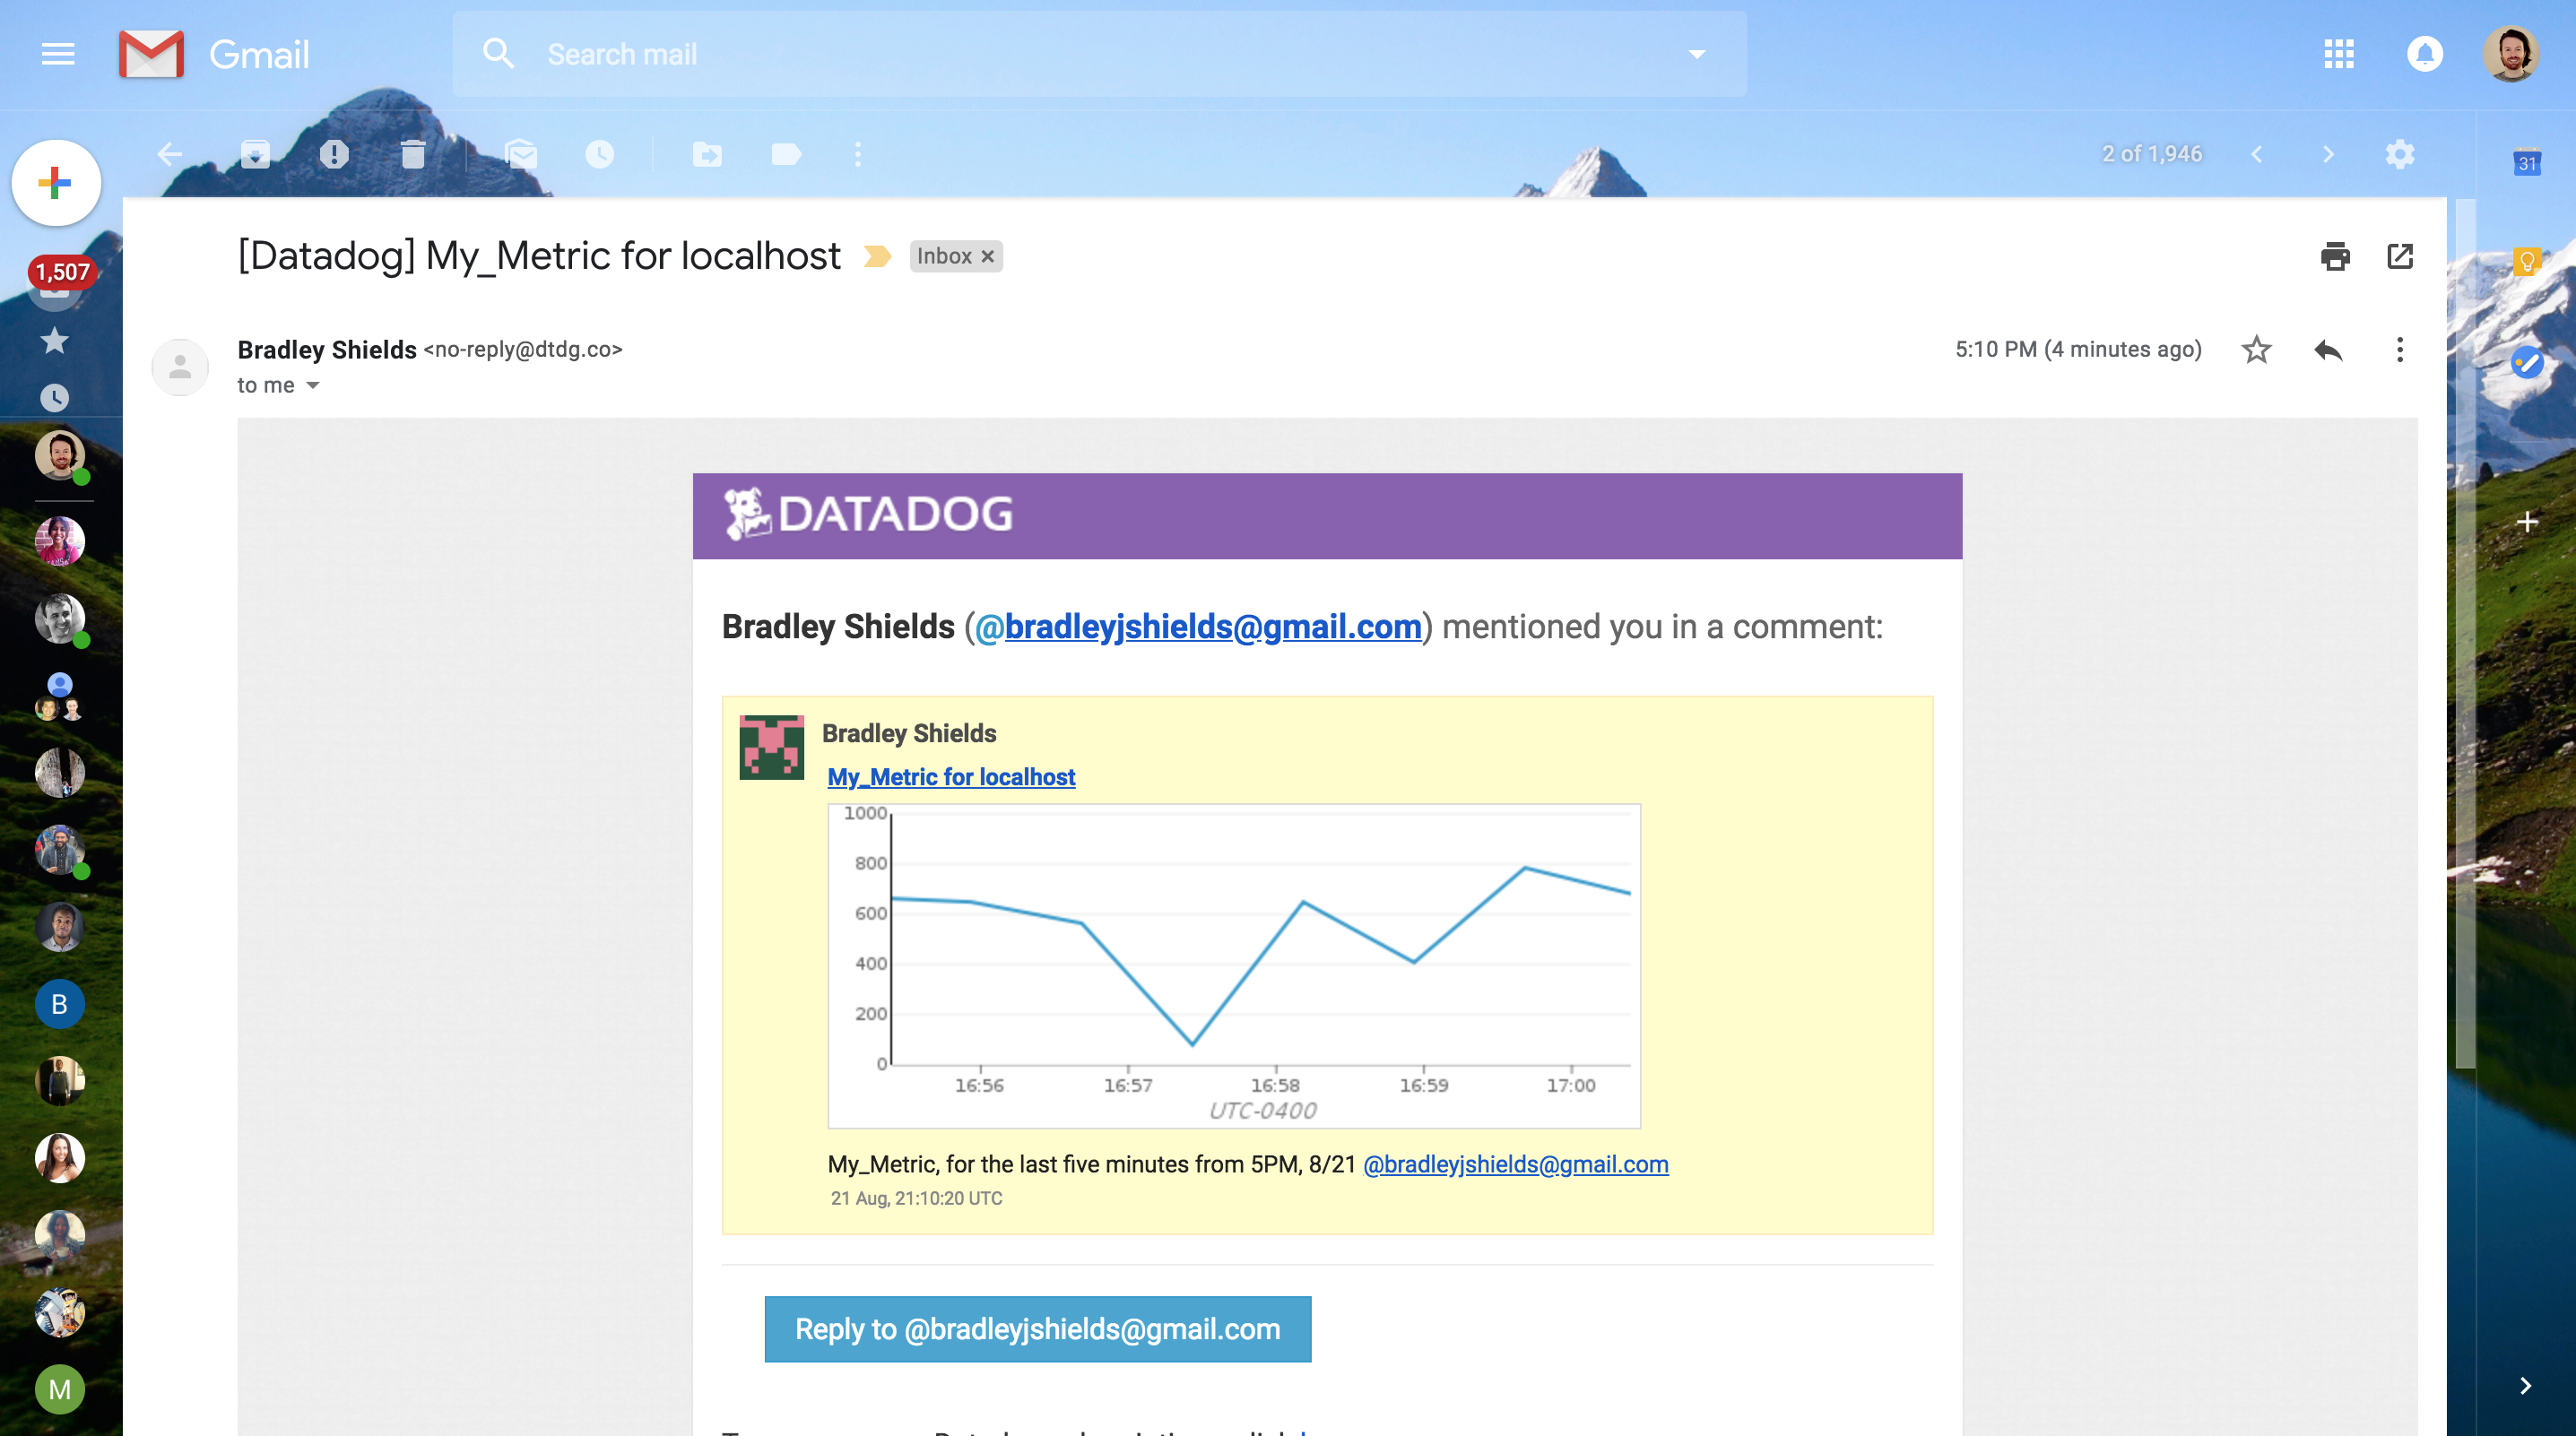 Gmail
Search mail
2 of 1,946
31
1,507
[Datadog] My_Metric for localhost
Inbox ×
Bradley Shields <no-reply@dtdg.co>
5:10 PM (4 minutes ago)
to me
DATADOG
Bradley Shields (@bradleyjshields@gmail.com) mentioned you in a comment:
Bradley Shields
My_Metric for localhost
1000
800
600
400
200
0
16:56 16:57 16:58 16:59 17:00
UTC-0400
My_Metric, for the last five minutes from 5PM, 8/21 @bradleyjshields@gmail.com
21 Aug, 21:10:20 UTC
Reply to @bradleyjshields@gmail.com
B
M